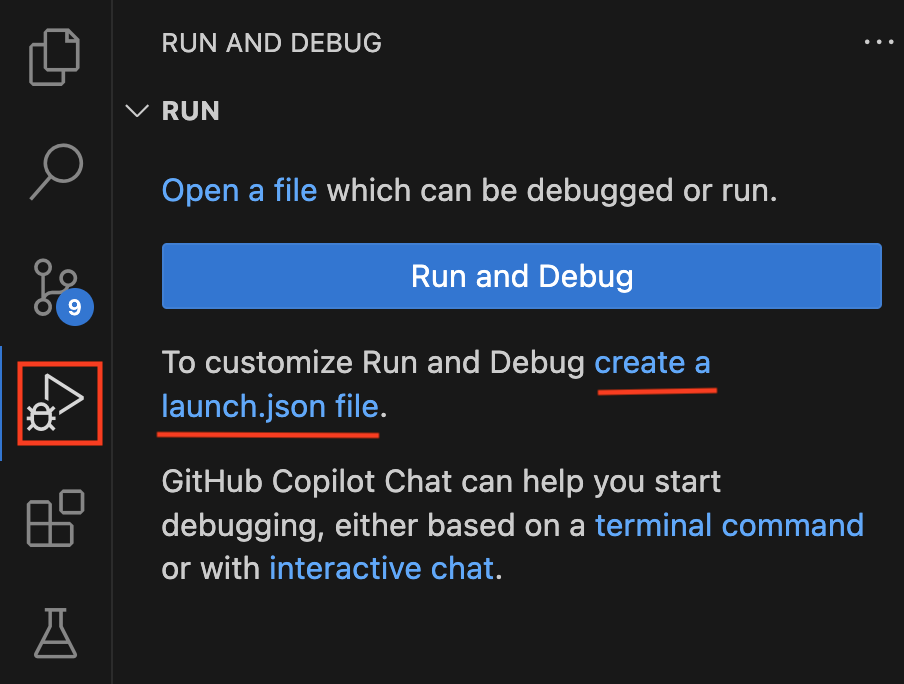 RUN AND DEBUG
RUN
Open a file which can be debugged or run.
Run and Debug
9
To customize Run and Debug create a
launch.json file.
GitHub Copilot Chat can help you start
debugging, either based on a terminal command
or with interactive chat.